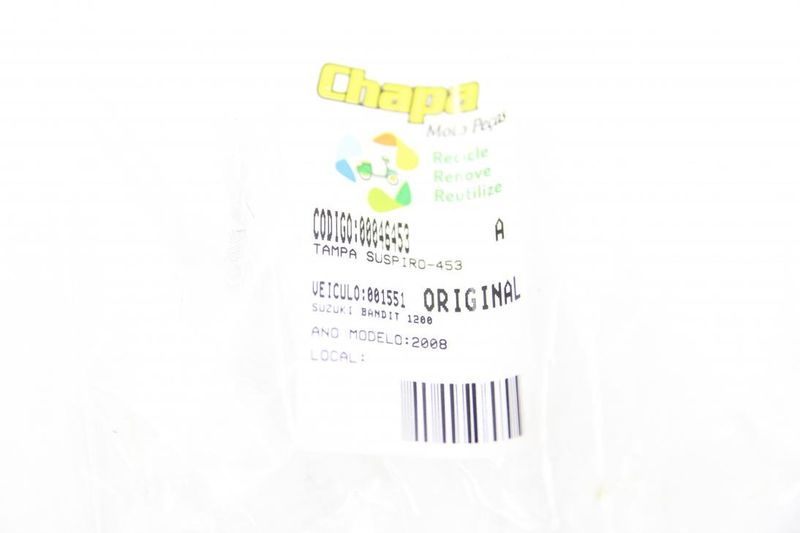 Chapa
Moto Peças
Recicle
Renove
Reutilize
CODIGO:00046453 A
TAMPA SUSPIRO-453
VEICULO:001551 ORIGINAL
SUZUKI BANDIT 1200
ANO MODELO:2008
LOCAL: